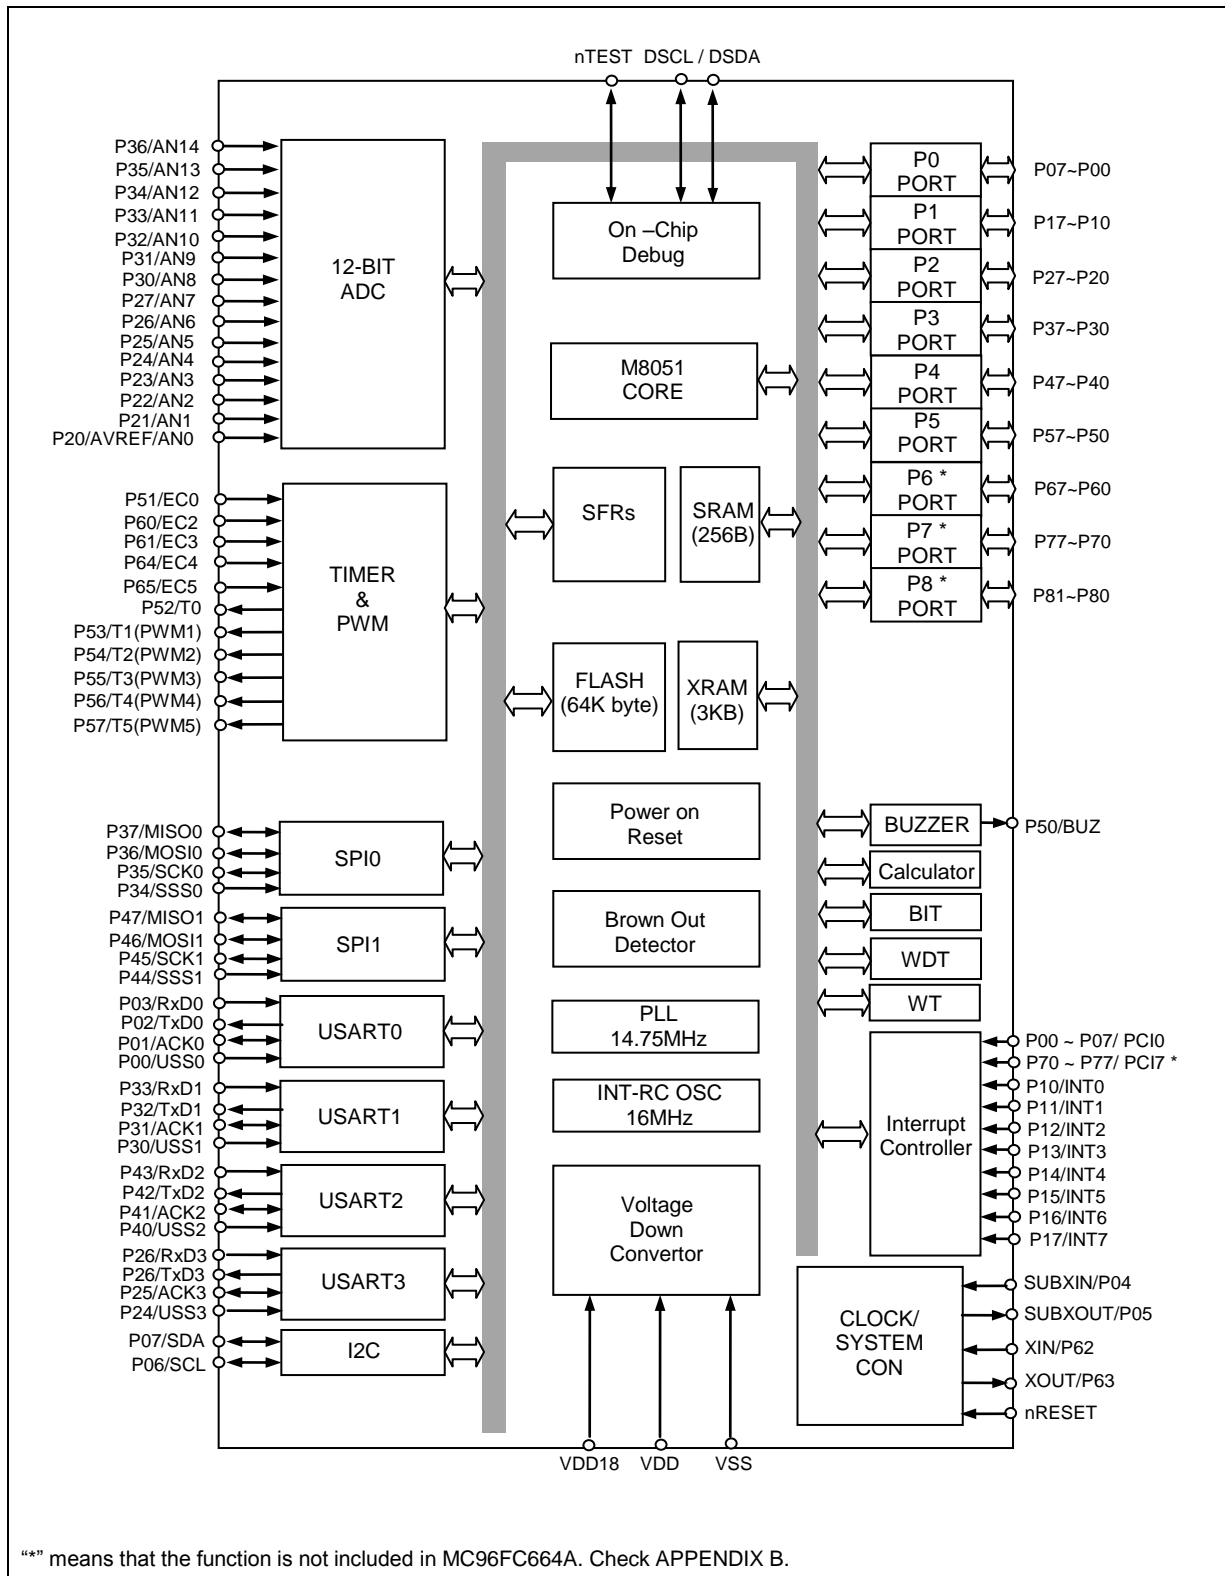 nTEST DSCL / DSDA
P36/AN14
P35/AN13
P34/AN12
P33/AN11
P32/AN10
P31/AN9
P30/AN8
P27/AN7
P26/AN6
P25/AN5
P24/AN4
P23/AN3
P22/AN2
P21/AN1
P20/AVREF/AN0
12-BIT
ADC
P51/EC0
P60/EC2
P61/EC3
P64/EC4
P65/EC5
P52/T0
P53/T1(PWM1)
P54/T2(PWM2)
P55/T3(PWM3)
P56/T4(PWM4)
P57/T5(PWM5)
TIMER
&
PWM
P37/MISO0
P36/MOSI0
P35/SCK0
P34/SSS0
SPI0
P47/MISO1
P46/MOSI1
P45/SCK1
P44/SSS1
SPI1
P03/RxD0
P02/TxD0
P01/ACK0
P00/USS0
USART0
P33/RxD1
P32/TxD1
P31/ACK1
P30/USS1
USART1
P43/RxD2
P42/TxD2
P41/ACK2
P40/USS2
USART2
P26/RxD3
P26/TxD3
P25/ACK3
P24/USS3
USART3
P07/SDA
P06/SCL
I2C
On –Chip
Debug
M8051
CORE
SFRs
SRAM
(256B)
FLASH
(64K byte)
XRAM
(3KB)
Power on
Reset
Brown Out
Detector
PLL
14.75MHz
INT-RC OSC
16MHz
Voltage
Down
Convertor
VDD18
VDD
VSS
P0
PORT
P07~P00
P1
PORT
P17~P10
P2
PORT
P27~P20
P3
PORT
P37~P30
P4
PORT
P47~P40
P5
PORT
P57~P50
P6 *
PORT
P67~P60
P7 *
PORT
P77~P70
P8 *
PORT
P81~P80
BUZZER
P50/BUZ
Calculator
BIT
WDT
WT
Interrupt
Controller
P00 ~ P07/ PCI0
P70 ~ P77/ PCI7 *
P10/INT0
P11/INT1
P12/INT2
P13/INT3
P14/INT4
P15/INT5
P16/INT6
P17/INT7
CLOCK/
SYSTEM
CON
SUBXIN/P04
SUBXOUT/P05
XIN/P62
XOUT/P63
nRESET
“*” means that the function is not included in MC96FC664A. Check APPENDIX B.